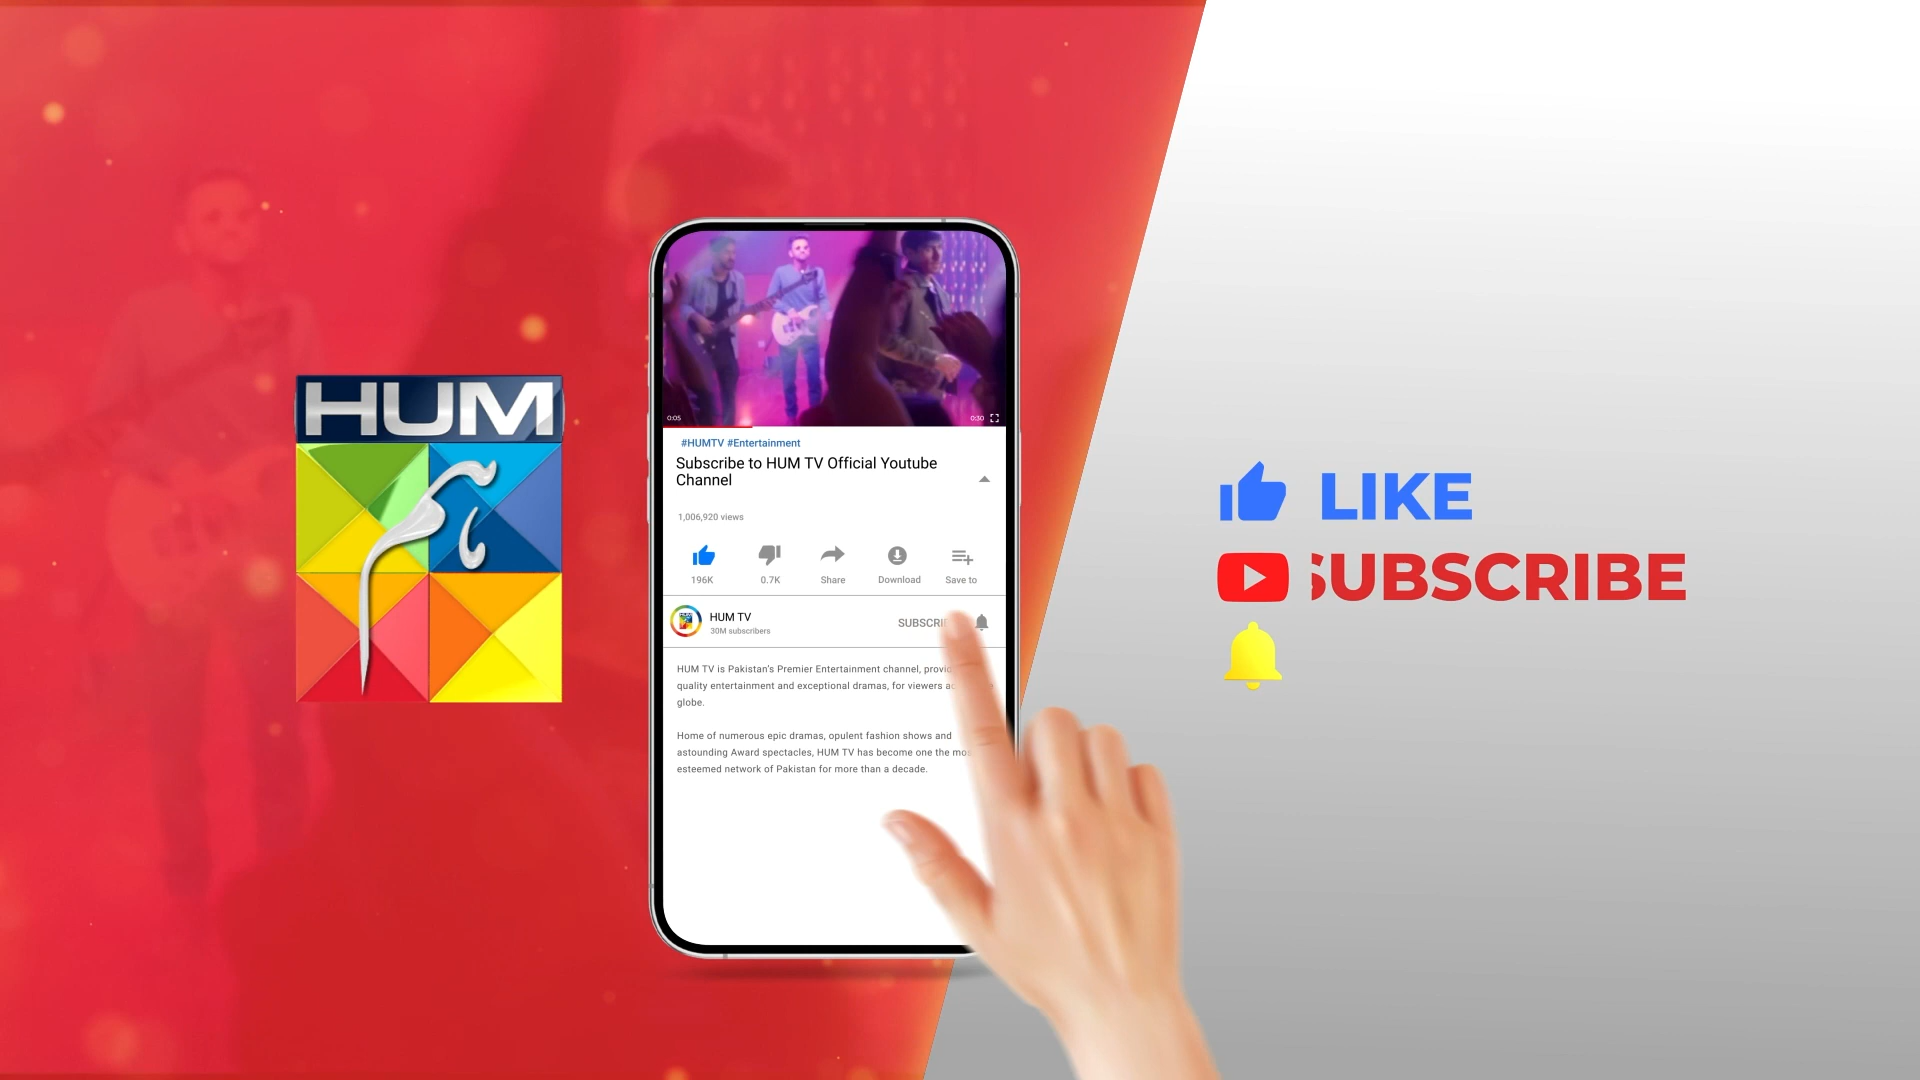 HUM
ہم
0:05
0:30
#HUMTV #Entertainment
Subscribe to HUM TV Official Youtube
Channel
1,006,920 views
196K
0.7K
Share
Download
Save to
HUM TV
30M subscribers
HUM TV is Pakistan's Premier Entertainment channel,
quality entertainment and exceptional dramas, for viewers
globe.
Home of numerous epic dramas, opulent fashion shows and
astounding Award spectacles, HUM TV has become one the
esteemed network of Pakistan for more than a decade.
LIKE
SUBSCRIBE